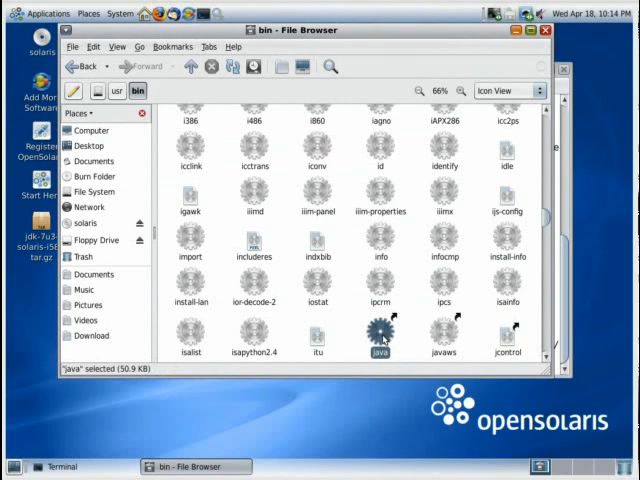 Applications Places System
Wed Apr 18, 10:14 PM
solaris
Add Mor
Software
Register
OpenSolari
Start Her
jdk-7u3-
solaris-i58
tar.gz
bin - File Browser
File Edit View Go Bookmarks Tabs Help
Back Forward
usr bin
66% Icon View
Places
Computer
Desktop
Documents
Burn Folder
File System
Network
solaris
Floppy Drive
Trash
Documents
Music
Pictures
Videos
Download
i386 i486 i860 iagno iAPX286 icc2ps
icclink icctrans iconv id identify idle
igawk iiimd iiim-panel iiim-properties iiimx ijs-config
import includeres indxbib info infocmp install-info
install-lan ior-decode-2 iostat ipcrm ipcs isainfo
isalist isapython2.4 itu java javaws jcontrol
"java" selected (50.9 KB)
opensolaris
Terminal
bin - File Browser